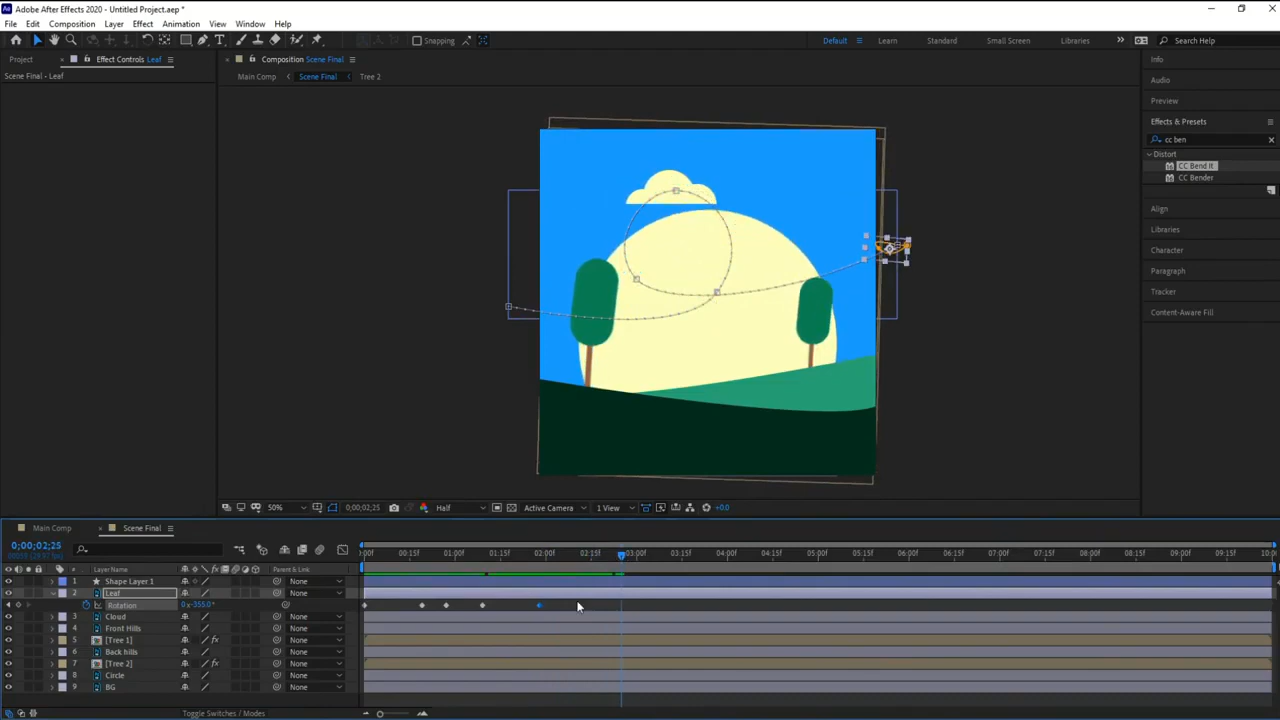 Adobe After Effects 2020 - Untitled Project.aep *
File Edit Composition Layer Effect Animation View Window Help
Snapping Default Learn Standard Small Screen Libraries Search Help
Project Effect Controls Leaf Composition Scene Final Info
Scene Final - Leaf Main Comp Scene Final Tree 2
Audio
Preview
Effects & Presets
cc ben
Distort
CC Bend It
CC Bender
Align
Libraries
Character
Paragraph
Tracker
Content-Aware Fill
50% 0;00;02;25 Half Active Camera 1 View +0.0
Main Comp Scene Final
0;00;02;25
# Layer Name Parent & Link
:00f 00:15f 01:00f 01:15f 02:00f 02:15f 03:00f 03:15f 04:00f 04:15f 05:00f 05:15f 06:00f 06:15f 07:00f 07:15f 08:00f 08:15f 09:00f 09:15f 10:0
1 Shape Layer 1 None
2 Leaf None
Rotation 0x-355.0°
3 Cloud None
4 Front Hills None
5 [Tree 1] None
6 Back hills None
7 [Tree 2] None
8 Circle None
9 BG None
Toggle Switches / Modes